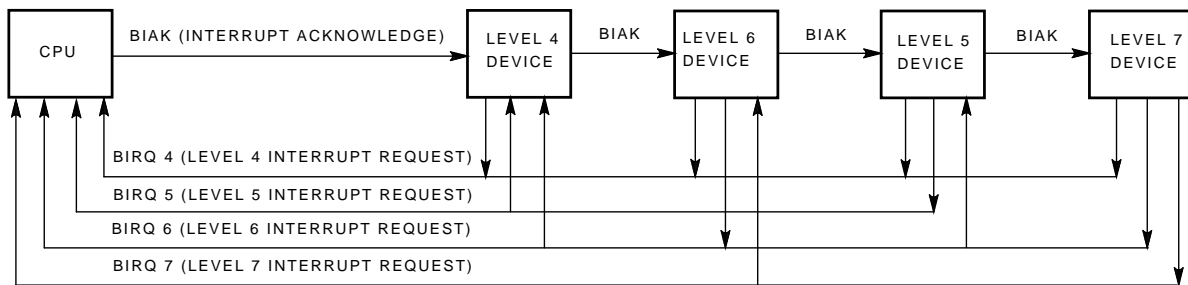 CPU
BIAK (INTERRUPT ACKNOWLEDGE)
LEVEL 4
DEVICE
BIAK
LEVEL 6
DEVICE
BIAK
LEVEL 5
DEVICE
BIAK
LEVEL 7
DEVICE
BIRQ 4 (LEVEL 4 INTERRUPT REQUEST)
BIRQ 5 (LEVEL 5 INTERRUPT REQUEST)
BIRQ 6 (LEVEL 6 INTERRUPT REQUEST)
BIRQ 7 (LEVEL 7 INTERRUPT REQUEST)